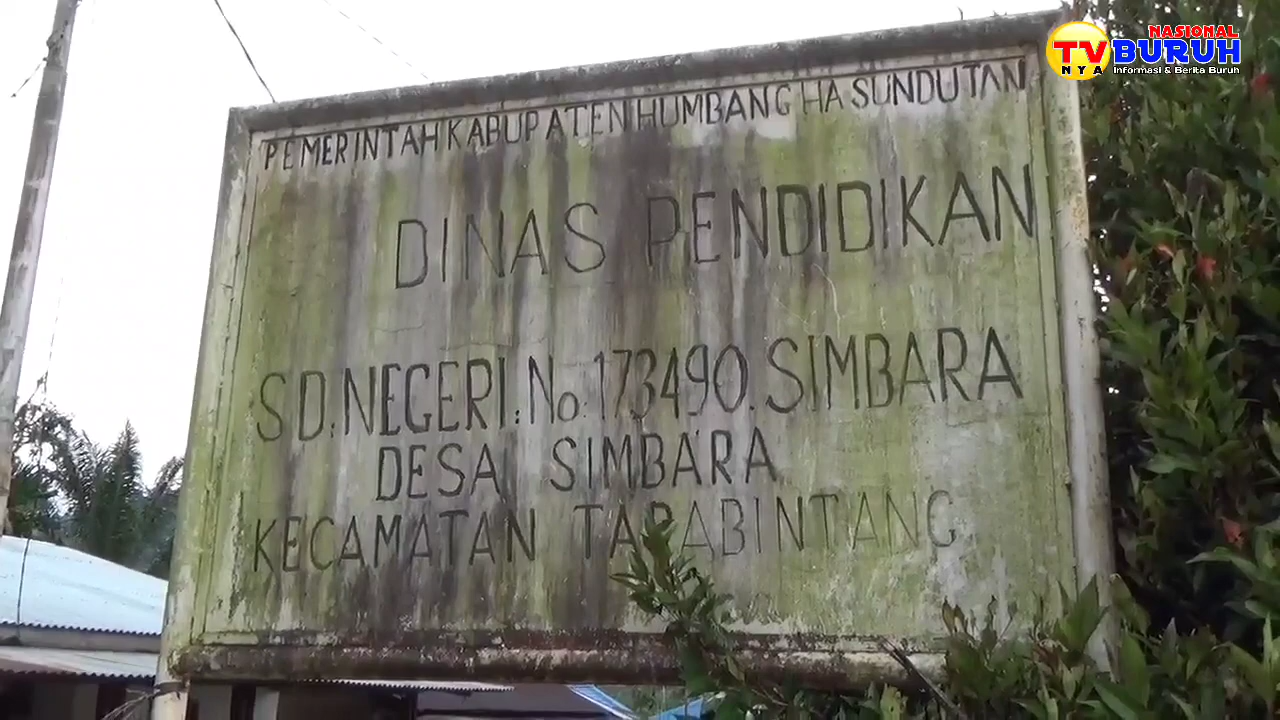 PEMERINTAH KABUPATEN HUMBANG HASUNDUTAN
DINAS PENDIDIKAN
SD.NEGERI.No.173490.SIMBARA
DESA SIMBARA
KECAMATAN TARABINTANG
NASIONAL
TV BURUH
NYA
Informasi & Berita Buruh